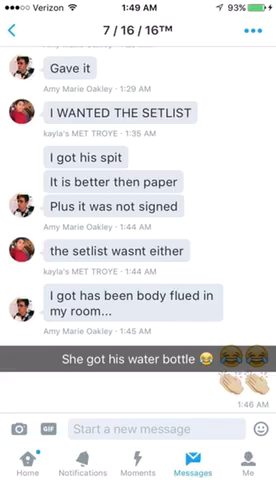 Verizon
1:49 AM
93%
7 / 16 / 16™
Gave it
Amy Marie Oakley · 1:29 AM
I WANTED THE SETLIST
kayla's MET TROYE · 1:35 AM
I got his spit
It is better then paper
Plus it was not signed
Amy Marie Oakley · 1:44 AM
the setlist wasnt either
kayla's MET TROYE · 1:44 AM
I got has been body flued in
my room...
Amy Marie Oakley · 1:45 AM
She got his water bottle 😂
😂😂
👏👏
1:46 AM
GIF
Start a new message
Home
Notifications
Moments
Messages
Me